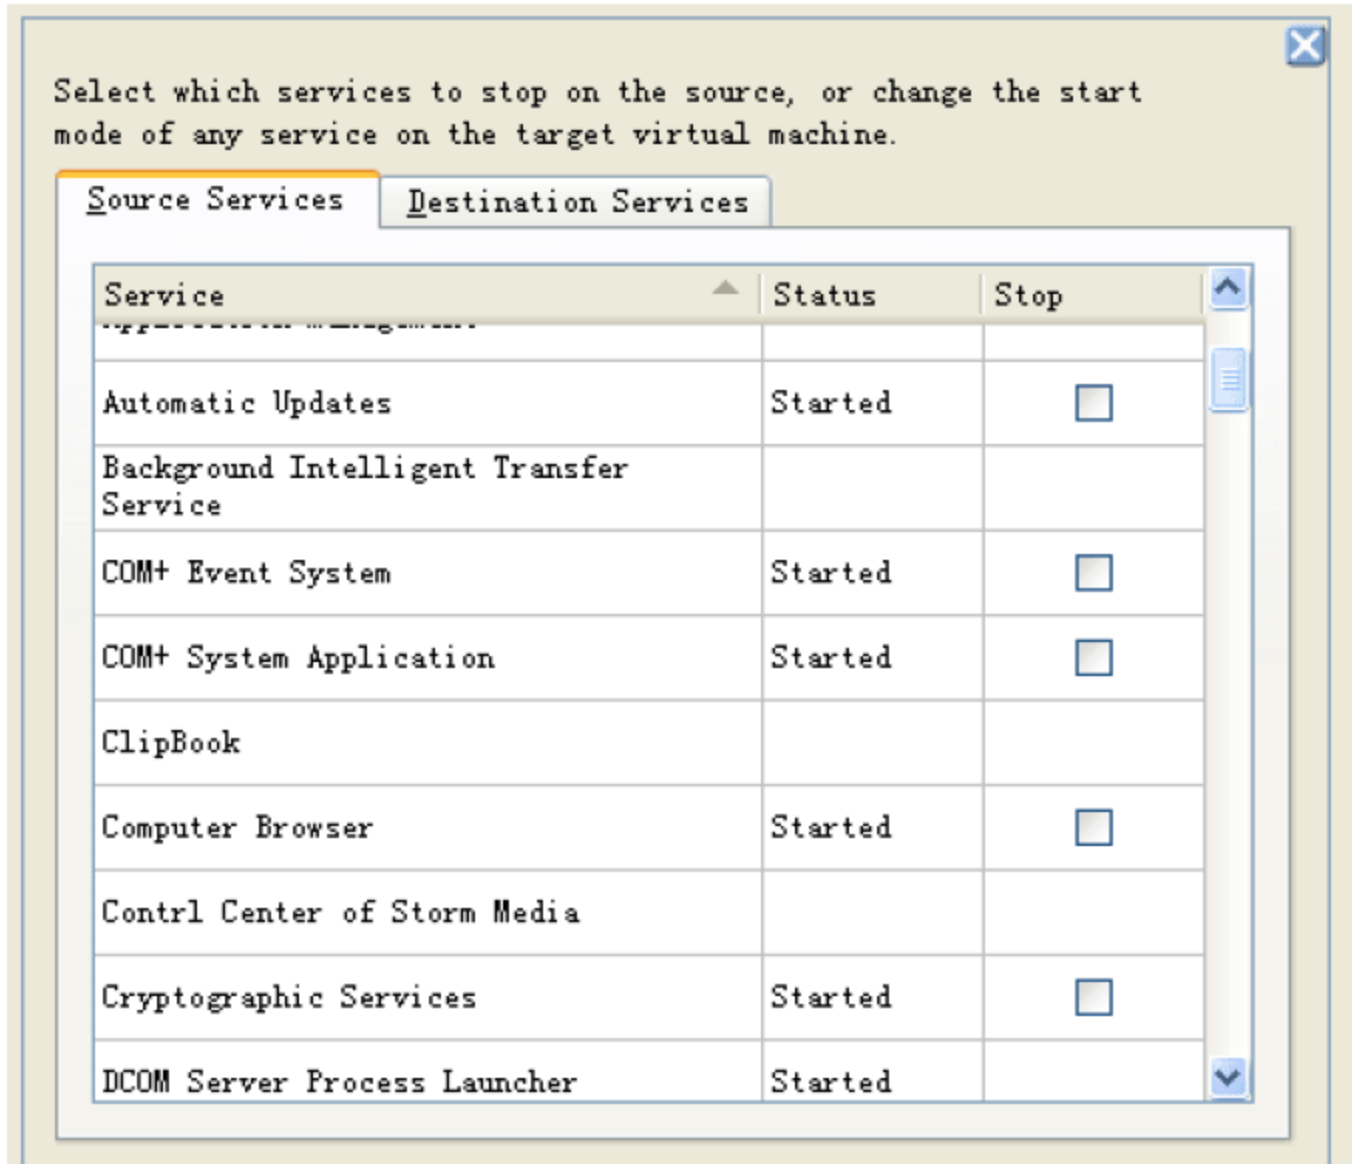 Select which services to stop on the source, or change the start
mode of any service on the target virtual machine.
Source Services Destination Services
Service Status Stop
Automatic Updates Started
Background Intelligent Transfer
Service
COM+ Event System Started
COM+ System Application Started
ClipBook
Computer Browser Started
Contrl Center of Storm Media
Cryptographic Services Started
DCOM Server Process Launcher Started